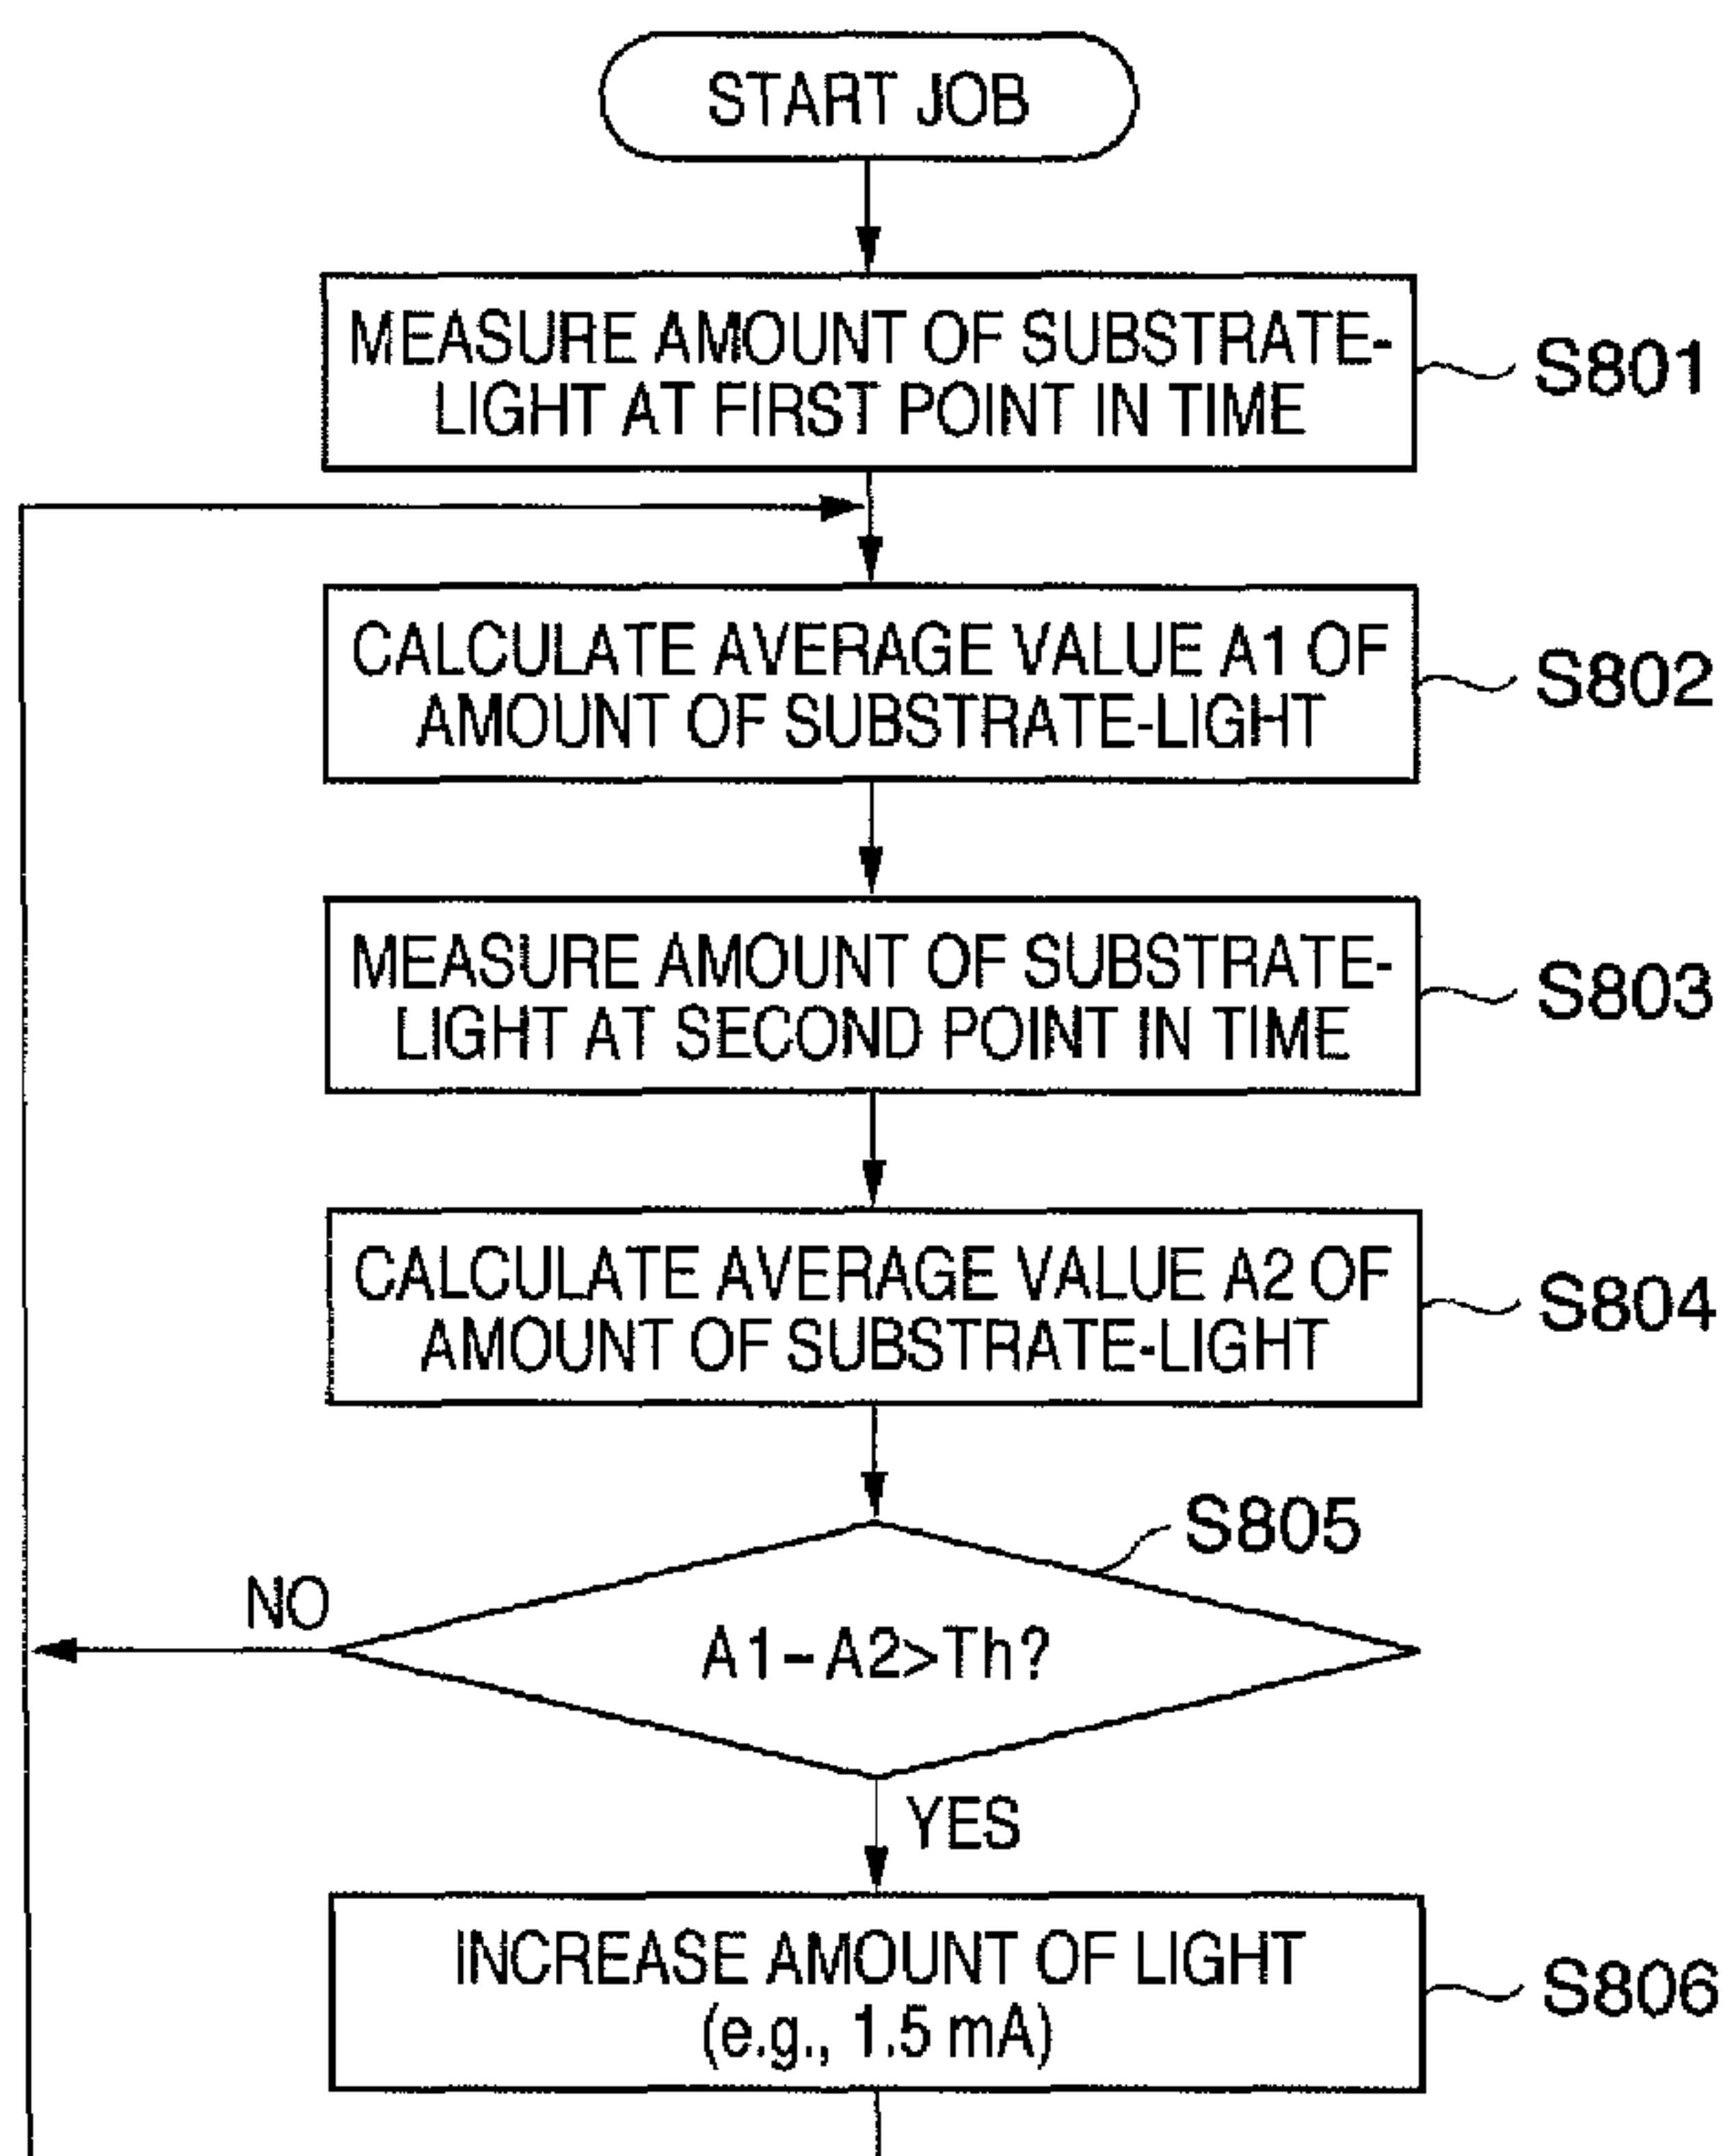 START JOB
MEASURE AMOUNT OF SUBSTRATE-
LIGHT AT FIRST POINT IN TIME
S801
CALCULATE AVERAGE VALUE A1 OF
AMOUNT OF SUBSTRATE-LIGHT
S802
MEASURE AMOUNT OF SUBSTRATE-
LIGHT AT SECOND POINT IN TIME
S803
CALCULATE AVERAGE VALUE A2 OF
AMOUNT OF SUBSTRATE-LIGHT
S804
S805
NO
A1-A2>Th?
YES
INCREASE AMOUNT OF LIGHT
(e.g., 1.5 mA)
S806